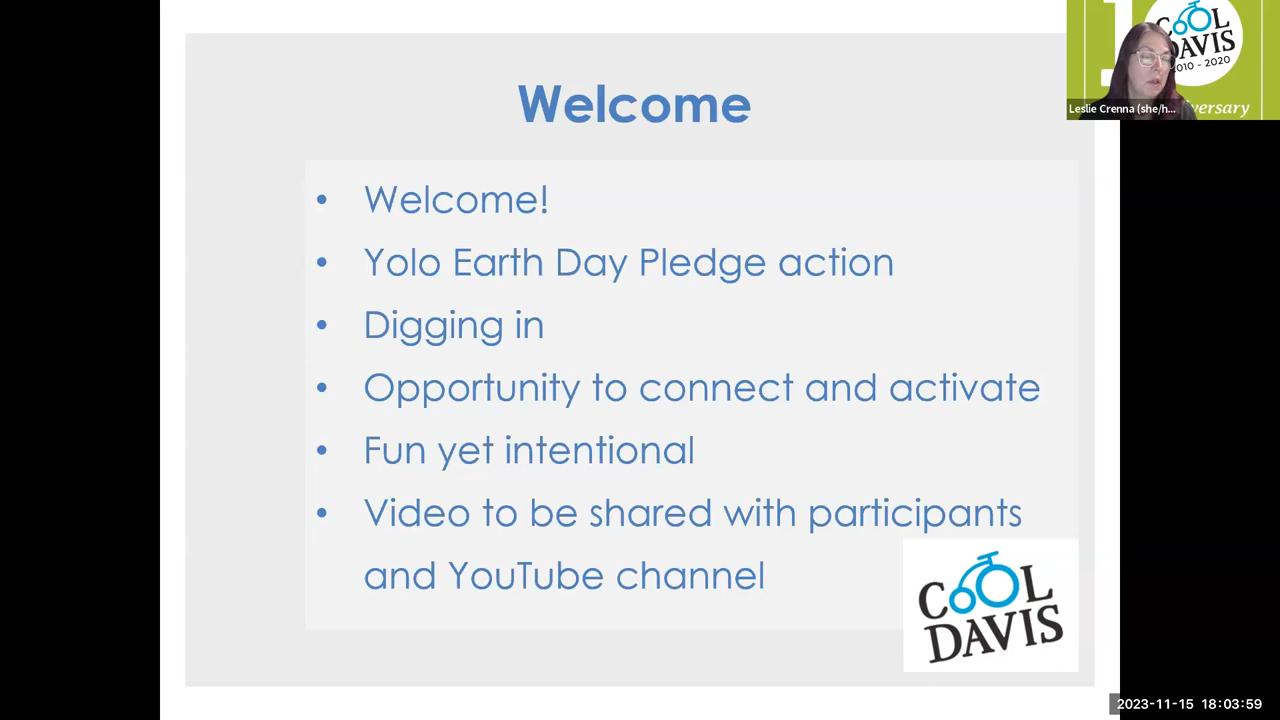 Welcome
• Welcome!
• Yolo Earth Day Pledge action
• Digging in
• Opportunity to connect and activate
• Fun yet intentional
• Video to be shared with participants
and YouTube channel
COOL
DAVIS
COOL
DAVIS
2010 - 2020
Leslie Crenna (she/h...
2023-11-15 18:03:59